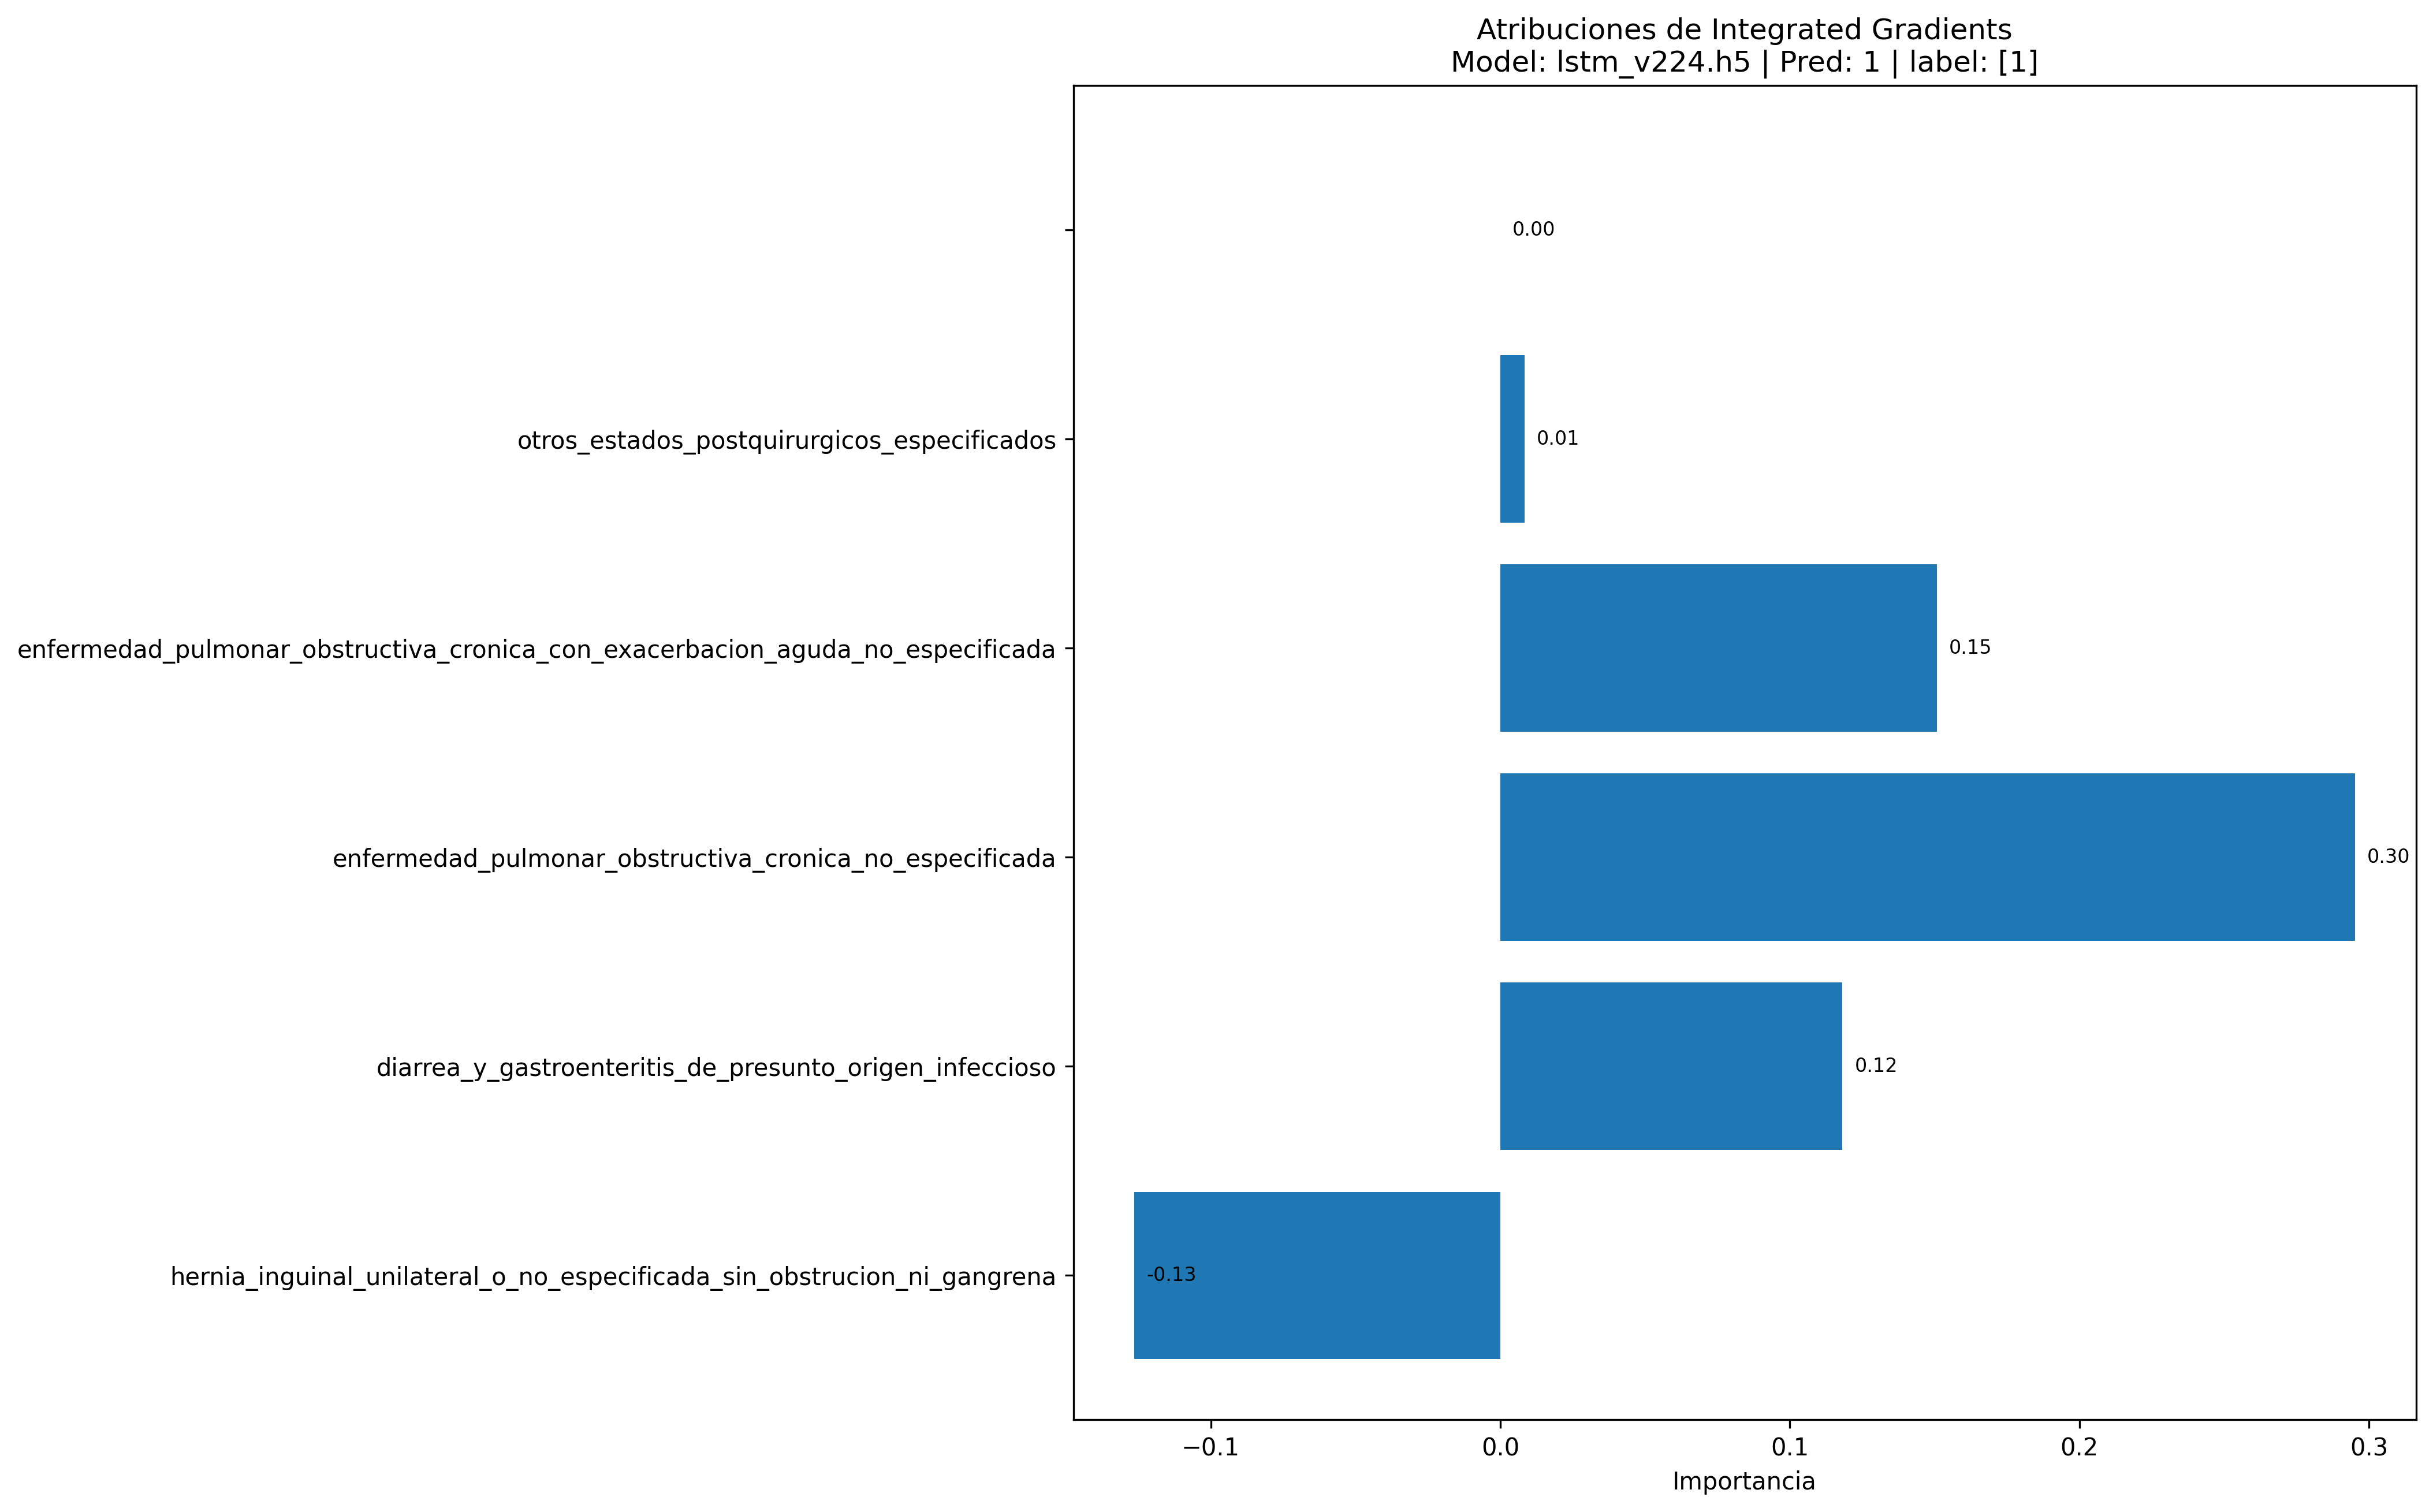 Atribuciones de Integrated Gradients
Model: lstm_v224.h5 | Pred: 1 | label: [1]
0.00
otros_estados_postquirurgicos_especificados
0.01
enfermedad_pulmonar_obstructiva_cronica_con_exacerbacion_aguda_no_especificada
0.15
enfermedad_pulmonar_obstructiva_cronica_no_especificada
0.30
diarrea_y_gastroenteritis_de_presunto_origen_infeccioso
0.12
hernia_inguinal_unilateral_o_no_especificada_sin_obstrucion_ni_gangrena
-0.13
−0.1 0.0 0.1 0.2 0.3
Importancia